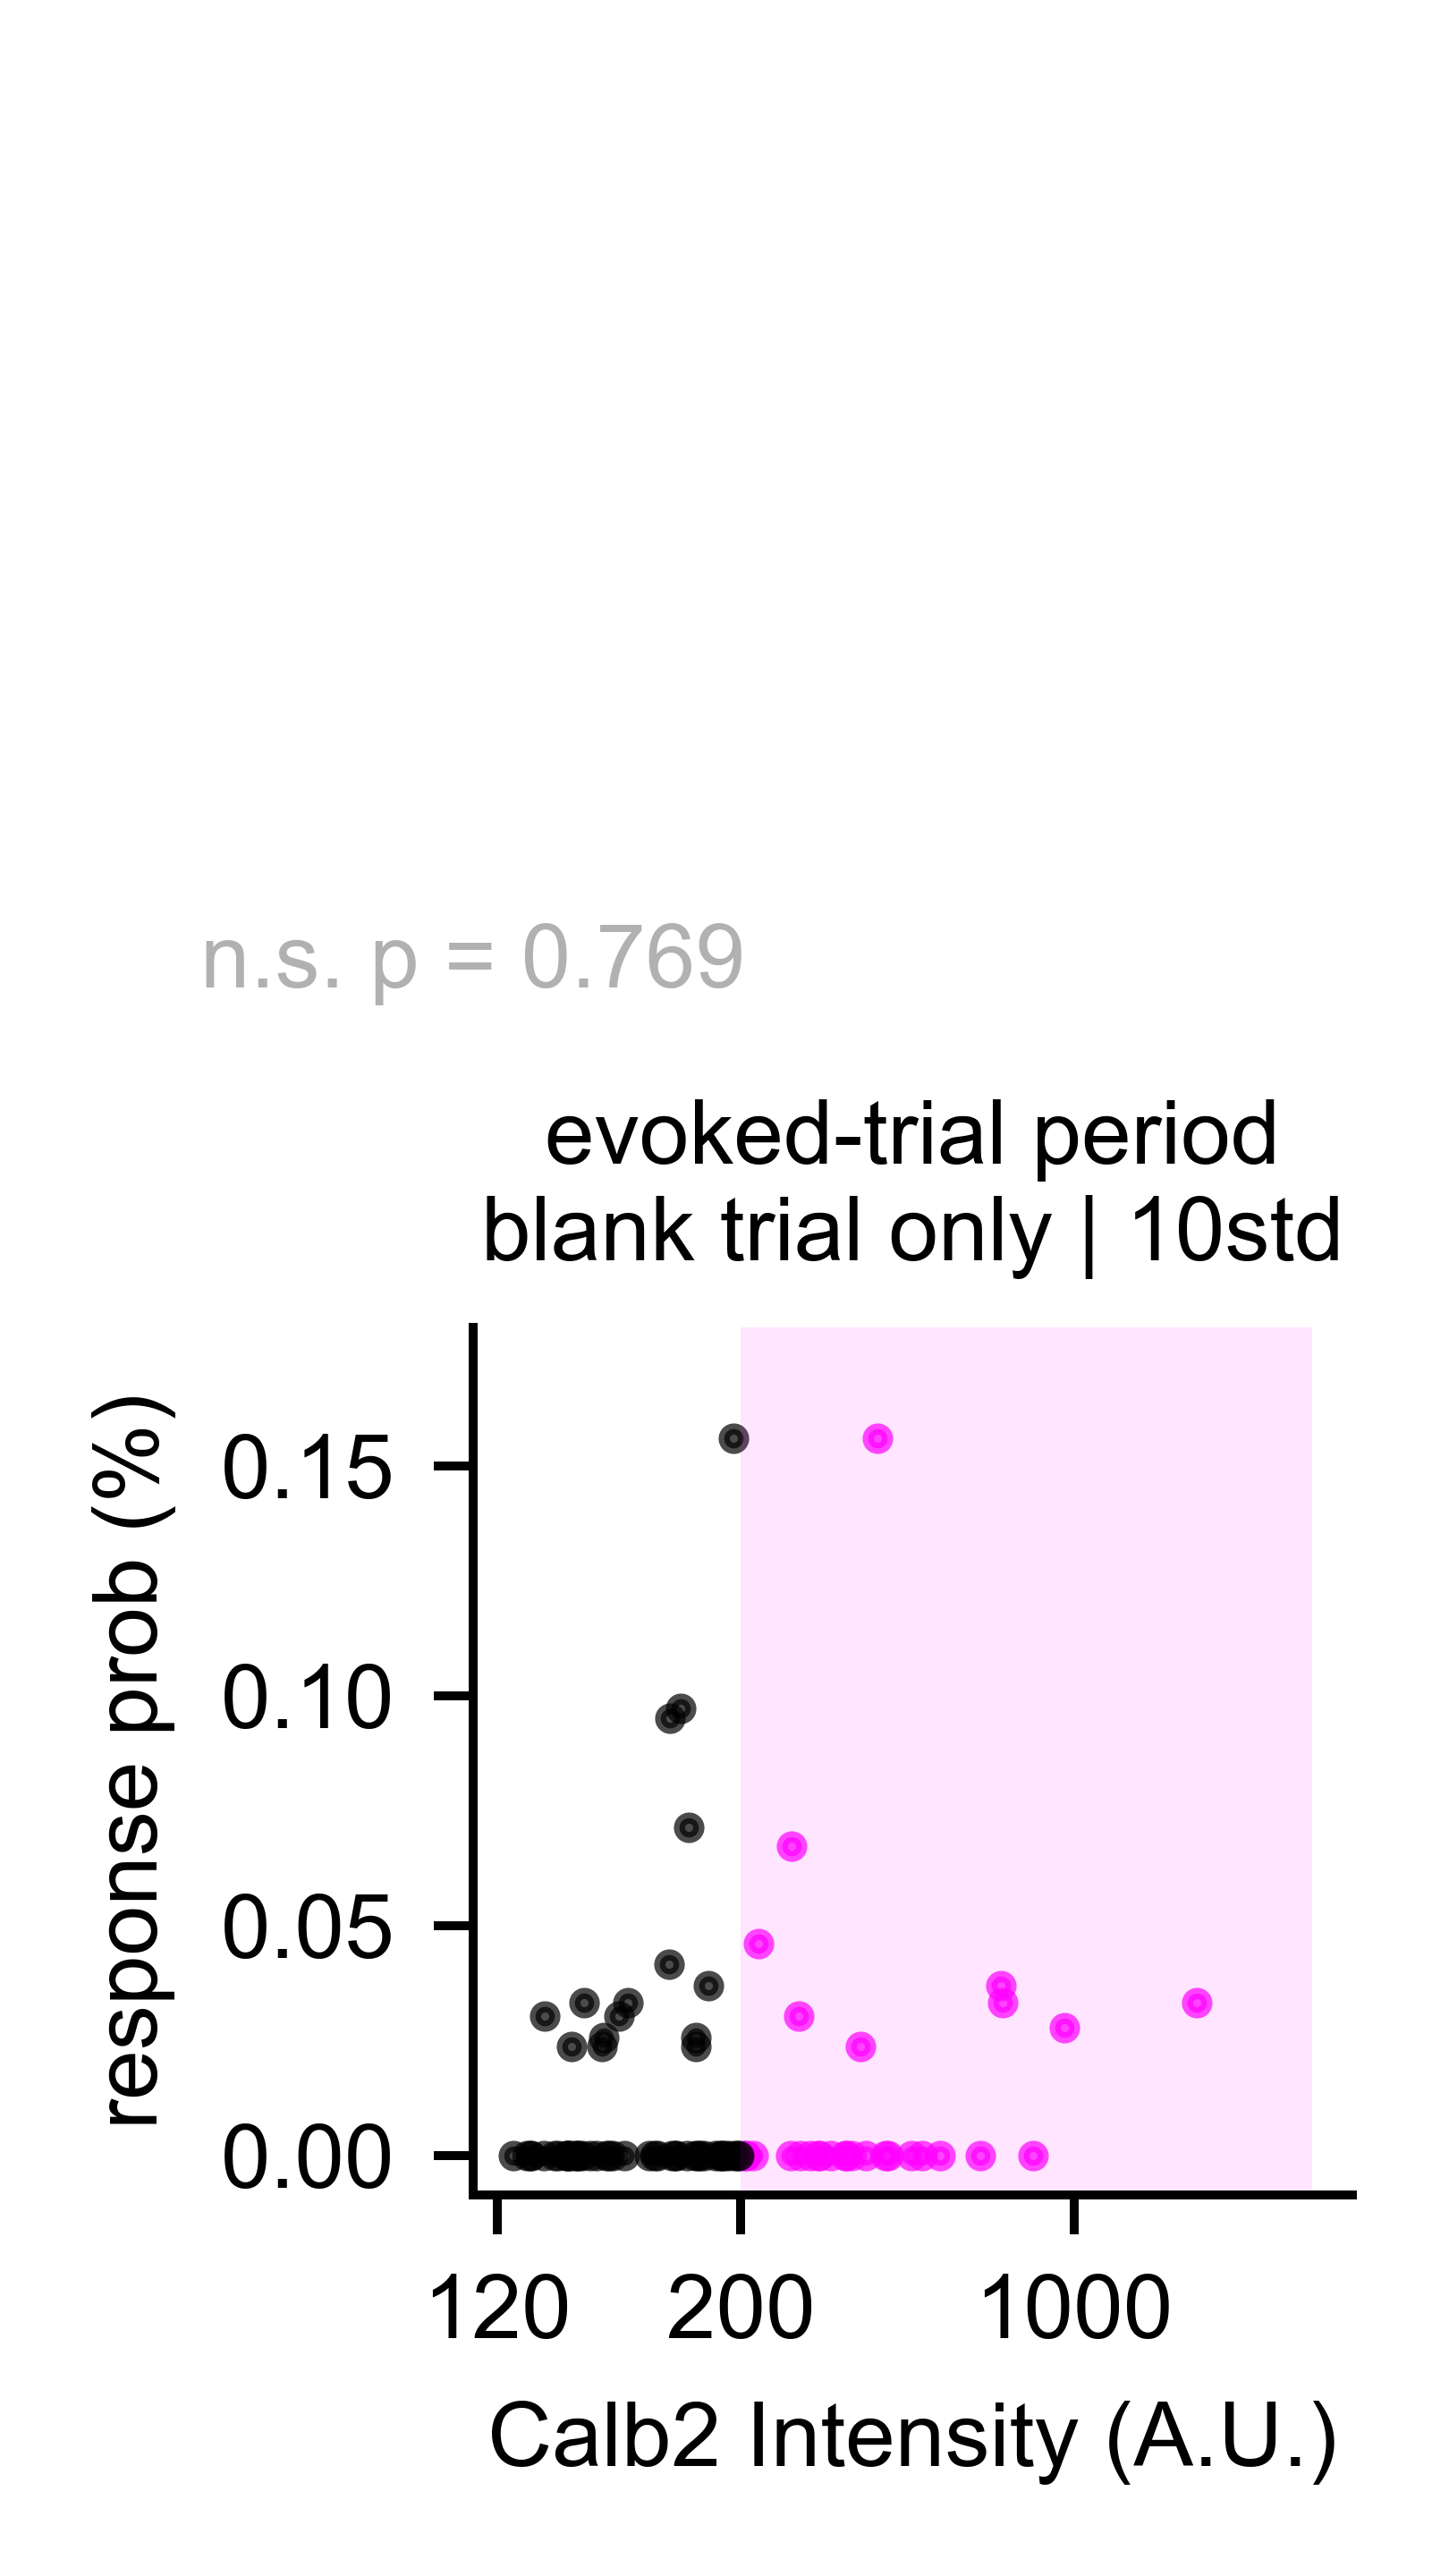 n.s. p = 0.769
evoked-trial period
blank trial only | 10std
response prob (%)
0.15
0.10
0.05
0.00
120 200 1000
Calb2 Intensity (A.U.)